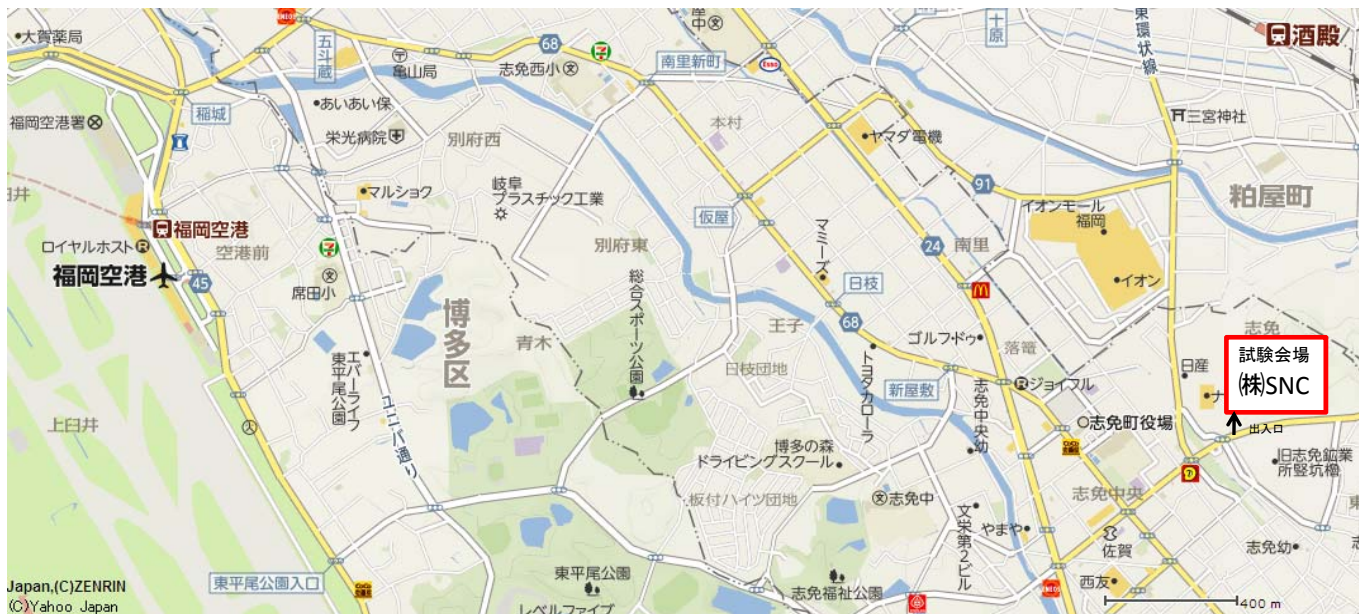 大賀薬局
五斗蔵
亀山局
68
志免西小
南里新町
十原
東環状線
酒殿
稲城
あいあい保
福岡空港署
栄光病院
別府西
本村
ヤマダ電機
三宮神社
マルショク
岐阜
プラスチック工業
91
粕屋町
イオンモール
福岡
福岡空港
ロイヤルホスト
空港前
仮屋
別府東
マミーズ
24
南里
イオン
福岡空港
45
席田小
総合スポーツ公園
日枝
博多区
青木
王子
68
ゴルフ・ドゥ
落篭
志免
試験会場
㈱SNC
日産
出入口
エバーライフ
東平尾公園
ユニバ通り
日枝団地
トヨタカローラ
新屋敷
志免中央幼
ジョイフル
志免町役場
上臼井
博多の森
ドライビングスクール
旧志免鉱業
所竪坑櫓
板付ハイツ団地
志免中
志免中央
文栄第2ビル
やまや
佐賀
志免幼
東平尾公園入口
東平尾公園
志免福祉公園
西友
レベルファイブ
400 m
Japan,(C)ZENRIN
(C)Yahoo Japan